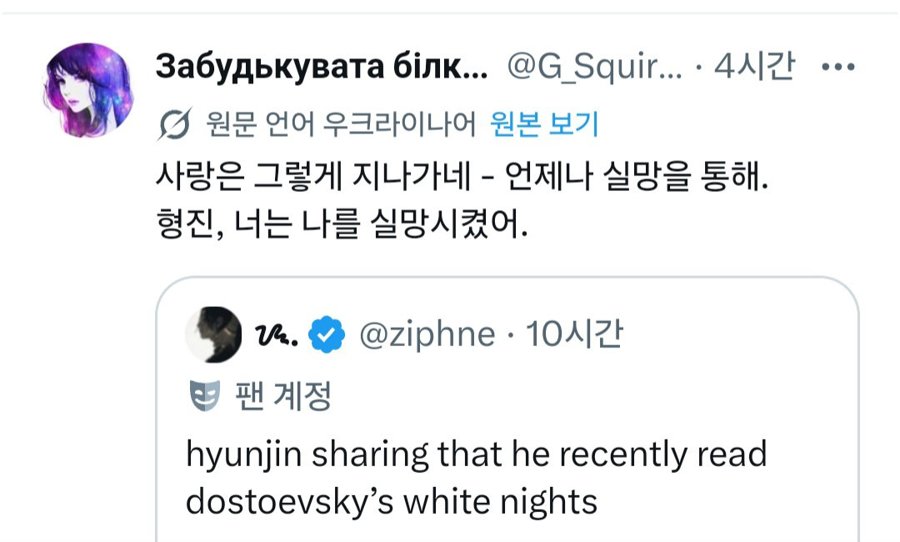 Забудькувата білк... @G_Squir... · 4시간
원문 언어 우크라이나어 원본 보기
사랑은 그렇게 지나가네 - 언제나 실망을 통해.
형진, 너는 나를 실망시켰어.
@ziphne · 10시간
팬 계정
hyunjin sharing that he recently read
dostoevsky’s white nights